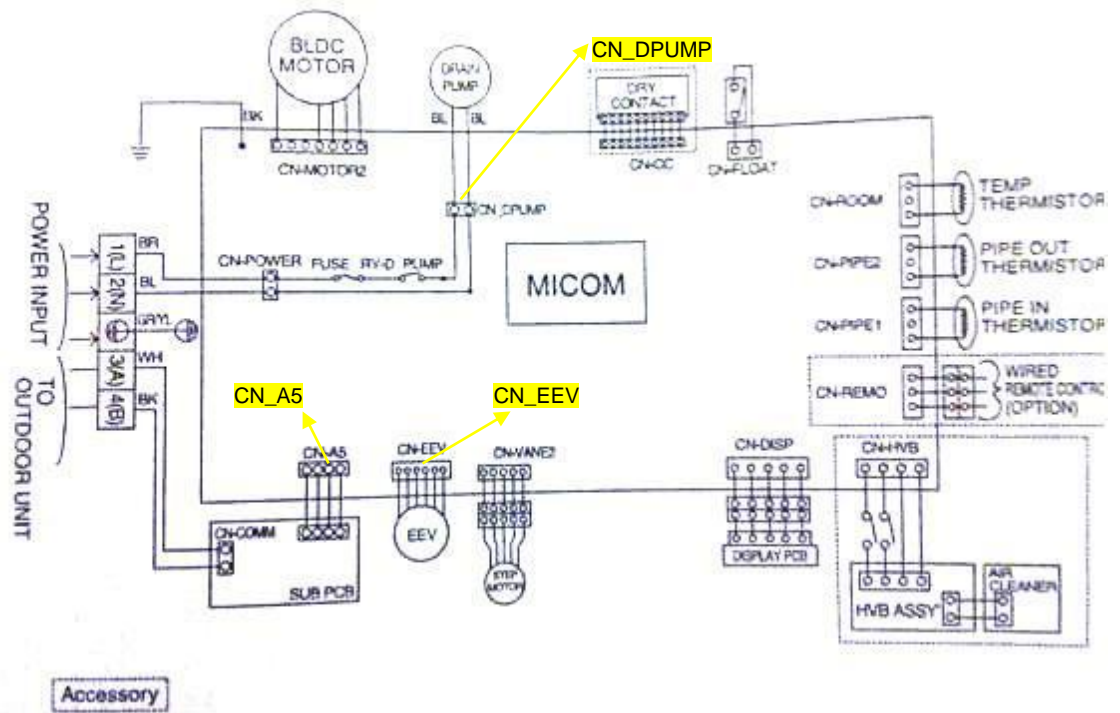 BLDC
MOTOR
DRAIN
PUMP
CN_DPUMP
DRY
CONTACT
BK
BL
BL
CN-MOTOR2
CN-CC
CN-FLOAT
CN_DPUMP
CN-ROOM
TEMP
THERMISTOR
POWER INPUT
1(L)
BR
CN-POWER
FUSE
RY-D
PUMP
2(N)
BL
MICOM
CN-PIPE2
PIPE OUT
THERMISTOR
GR/YL
CN-PIPE1
PIPE IN
THERMISTOR
3(A)
WH
4(B)
BK
TO
OUTDOOR UNIT
CN-REMO
WIRED
REMOTE CONTRO
(OPTION)
CN_A5
CN_EEV
CN-A5
CN-EEV
CN-VANE2
CN-DISP
CN-HVB
CN-COMM
SUB PCB
EEV
STEP
MOTOR
DISPLAY PCB
HVB ASSY'
AIR
CLEANER
Accessory